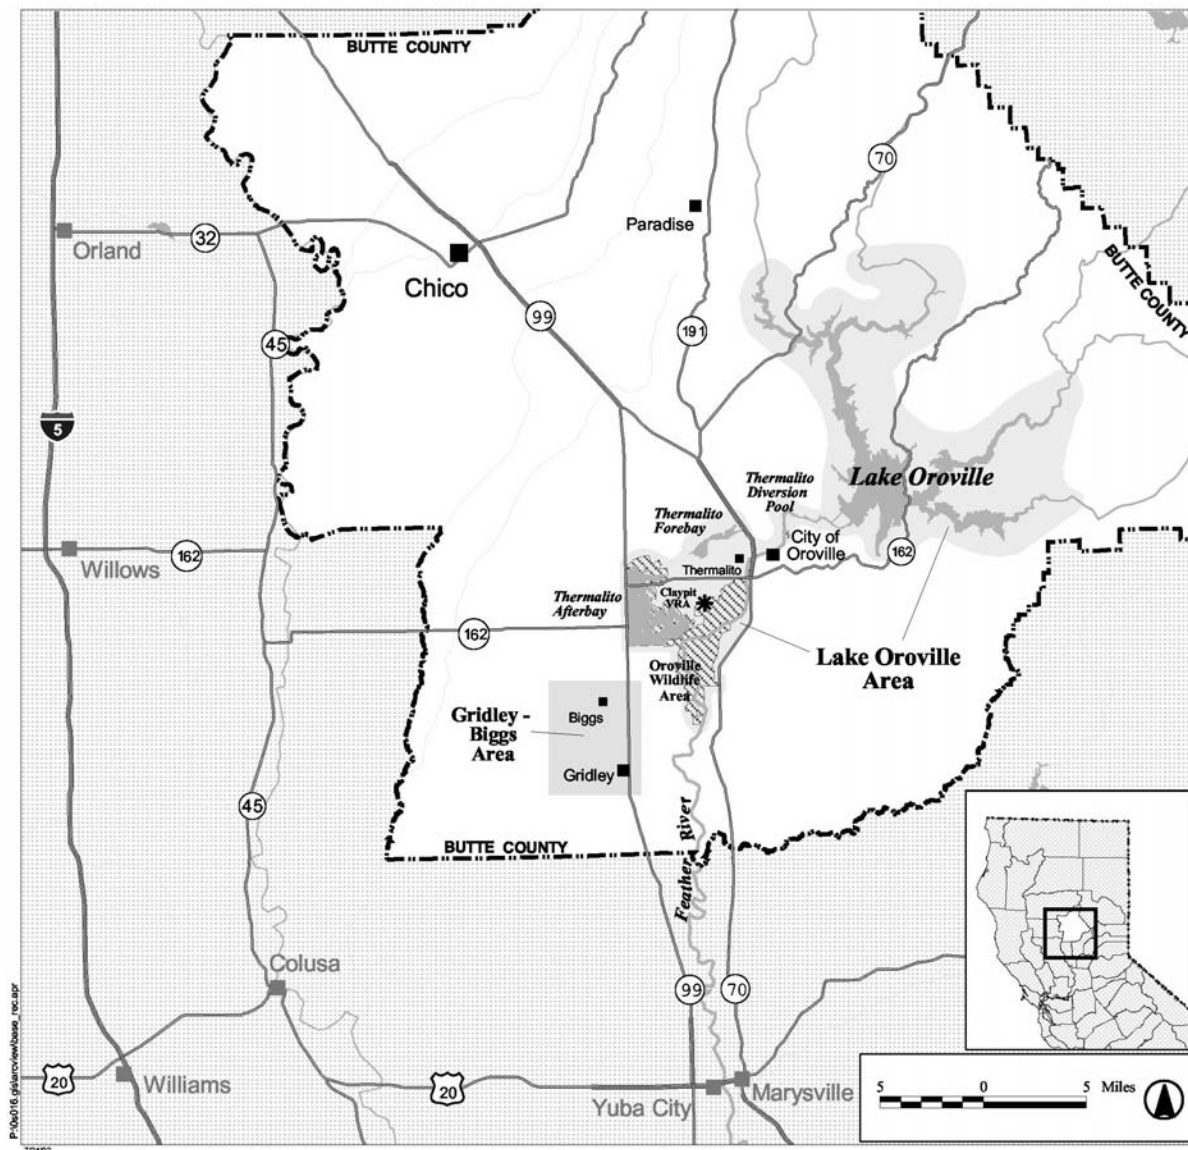 BUTTE COUNTY
70
Paradise
Orland
32
Chico
BUTTE COUNTY
99
191
45
5
Lake Oroville
Thermalito
Diversion
Pool
Thermalito
Forebay
City of
Oroville
162
Willows
162
Thermalito
Claypit
VRA
Thermalito
Afterbay
162
Lake Oroville
Area
Oroville
Wildlife
Area
Gridley -
Biggs
Area
Biggs
Gridley
45
Feather River
BUTTE COUNTY
Colusa
99
70
20
Williams
20
Yuba City
Marysville
5 0 5 Miles